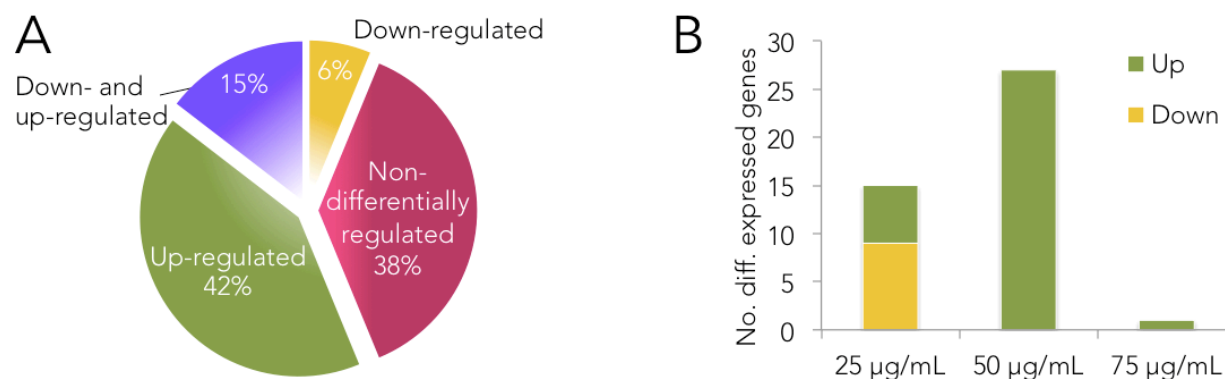 A
Down-regulated
6%
15%
Down- and
up-regulated
Non-
differentially
regulated
38%
Up-regulated
42%
B
No. diff. expressed genes
30
25
20
15
10
5
0
Up
Down
25 µg/mL
50 µg/mL
75 µg/mL